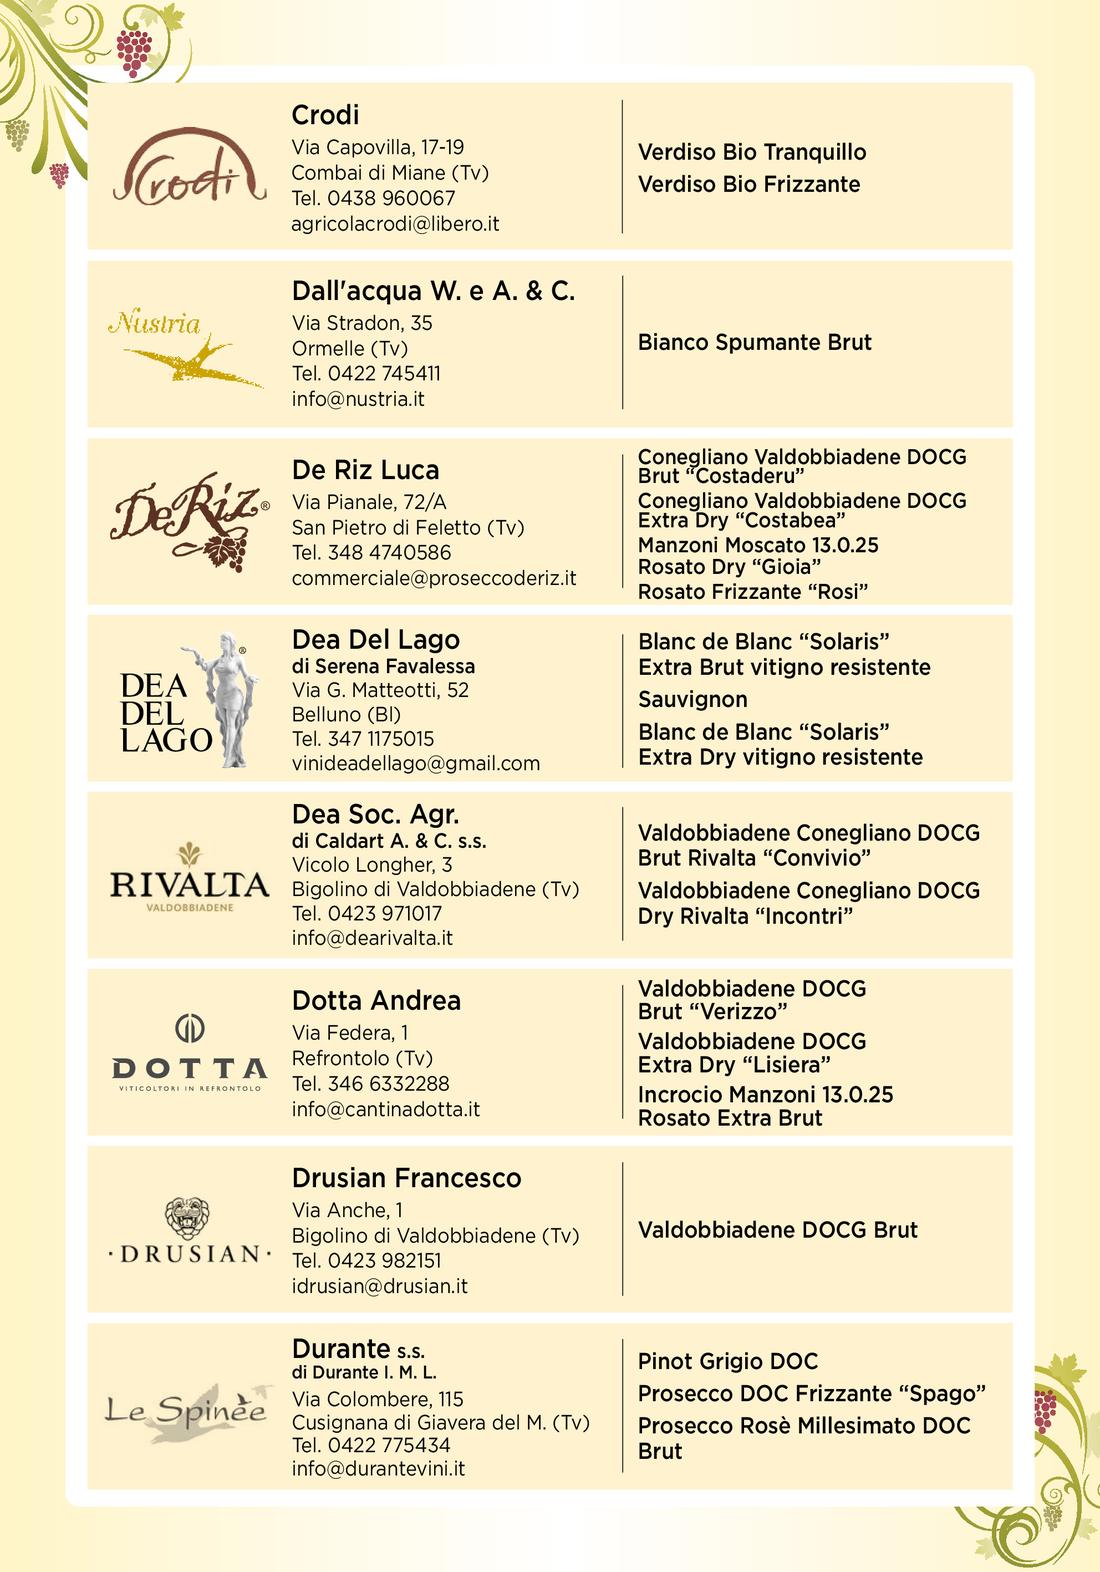 Crodi
Crodi
Via Capovilla, 17-19
Combai di Miane (Tv)
Tel. 0438 960067
agricolacrodi@libero.it
Verdiso Bio Tranquillo
Verdiso Bio Frizzante
Nustria
Dall'acqua W. e A. & C.
Via Stradon, 35
Ormelle (Tv)
Tel. 0422 745411
info@nustria.it
Bianco Spumante Brut
DeRiz®
De Riz Luca
Via Pianale, 72/A
San Pietro di Feletto (Tv)
Tel. 348 4740586
commerciale@proseccoderiz.it
Conegliano Valdobbiadene DOCG
Brut “Costaderu”
Conegliano Valdobbiadene DOCG
Extra Dry “Costabea”
Manzoni Moscato 13.0.25
Rosato Dry “Gioia”
Rosato Frizzante “Rosi”
®
DEA
DEL
LAGO
Dea Del Lago
di Serena Favalessa
Via G. Matteotti, 52
Belluno (Bl)
Tel. 347 1175015
vinideadellago@gmail.com
Blanc de Blanc “Solaris”
Extra Brut vitigno resistente
Sauvignon
Blanc de Blanc “Solaris”
Extra Dry vitigno resistente
RIVALTA
VALDOBBIADENE
Dea Soc. Agr.
di Caldart A. & C. s.s.
Vicolo Longher, 3
Bigolino di Valdobbiadene (Tv)
Tel. 0423 971017
info@dearivalta.it
Valdobbiadene Conegliano DOCG
Brut Rivalta “Convivio”
Valdobbiadene Conegliano DOCG
Dry Rivalta “Incontri”
DOTTA
VITICOLTORI IN REFRONTOLO
Dotta Andrea
Via Federa, 1
Refrontolo (Tv)
Tel. 346 6332288
info@cantinadotta.it
Valdobbiadene DOCG
Brut “Verizzo”
Valdobbiadene DOCG
Extra Dry “Lisiera”
Incrocio Manzoni 13.0.25
Rosato Extra Brut
·DRUSIAN·
Drusian Francesco
Via Anche, 1
Bigolino di Valdobbiadene (Tv)
Tel. 0423 982151
idrusian@drusian.it
Valdobbiadene DOCG Brut
Le Spinèe
Durante s.s.
di Durante I. M. L.
Via Colombere, 115
Cusignana di Giavera del M. (Tv)
Tel. 0422 775434
info@durantevini.it
Pinot Grigio DOC
Prosecco DOC Frizzante “Spago”
Prosecco Rosè Millesimato DOC
Brut